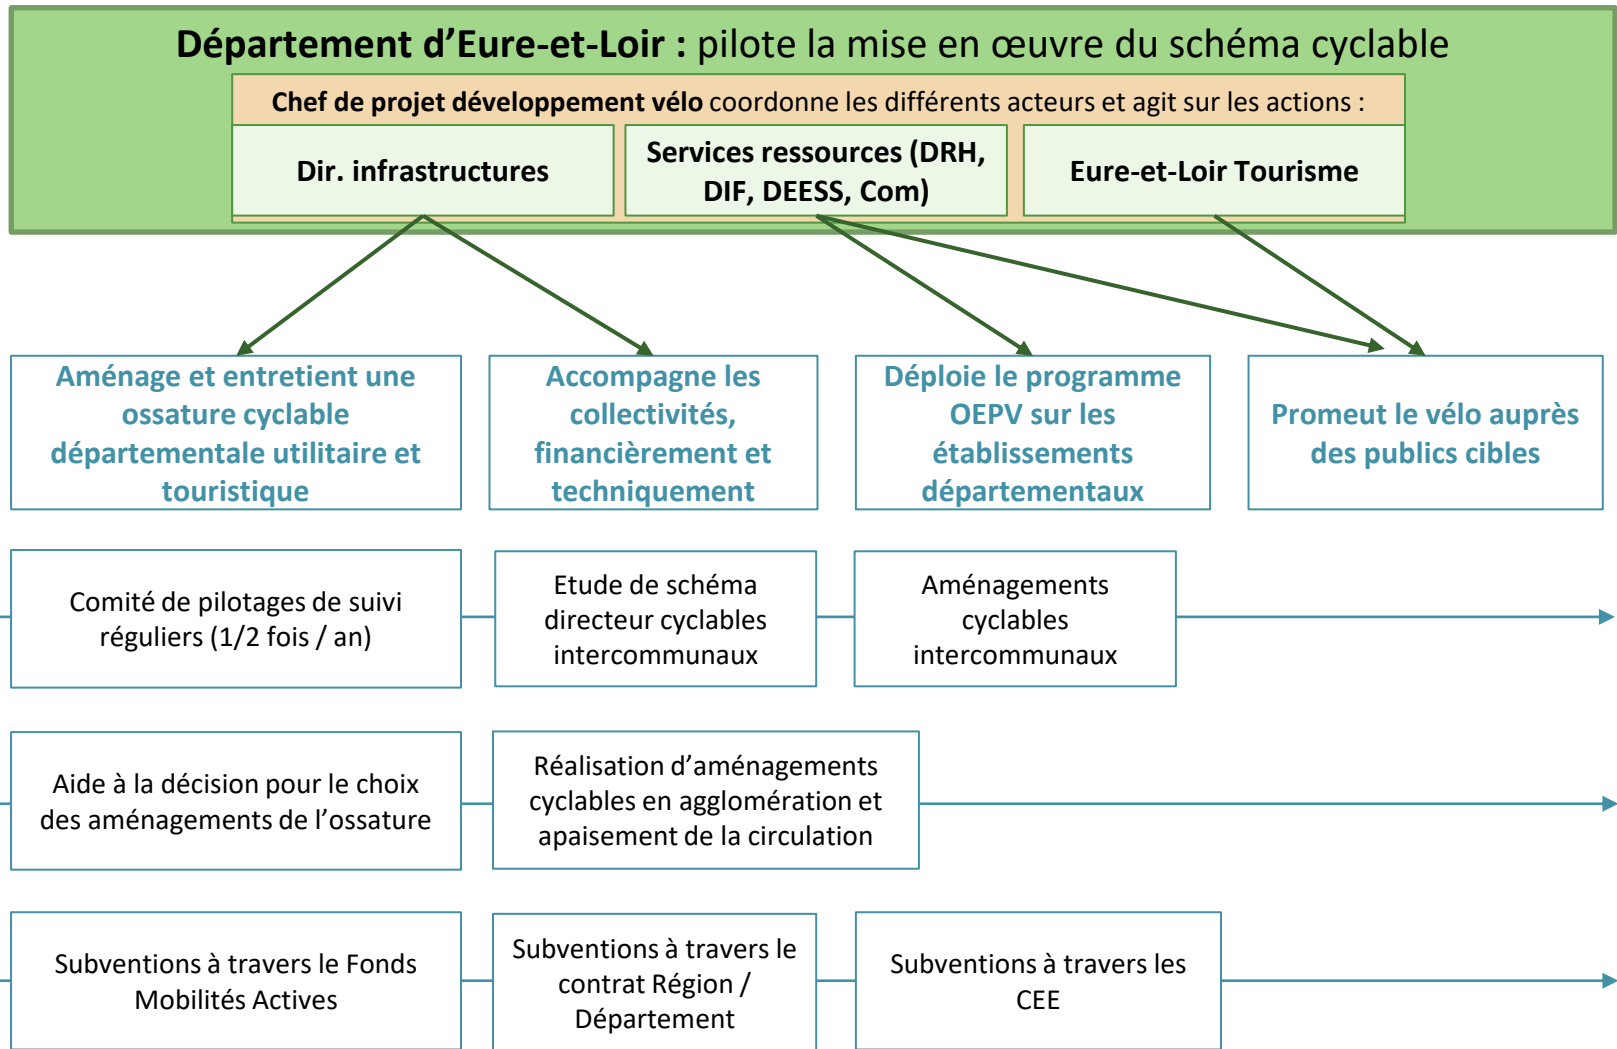 Département d’Eure-et-Loir : pilote la mise en œuvre du schéma cyclable
Chef de projet développement vélo coordonne les différents acteurs et agit sur les actions :
Dir. infrastructures
Services ressources (DRH,
DIF, DEESS, Com)
Eure-et-Loir Tourisme
Aménage et entretient une
ossature cyclable
départementale utilitaire et
touristique
Accompagne les
collectivités,
financièrement et
techniquement
Déploie le programme
OEPV sur les
établissements
départementaux
Promeut le vélo auprès
des publics cibles
Comité de pilotages de suivi
réguliers (1/2 fois / an)
Etude de schéma
directeur cyclables
intercommunaux
Aménagements
cyclables
intercommunaux
Aide à la décision pour le choix
des aménagements de l’ossature
Réalisation d’aménagements
cyclables en agglomération et
apaisement de la circulation
Subventions à travers le Fonds
Mobilités Actives
Subventions à travers le
contrat Région /
Département
Subventions à travers les
CEE